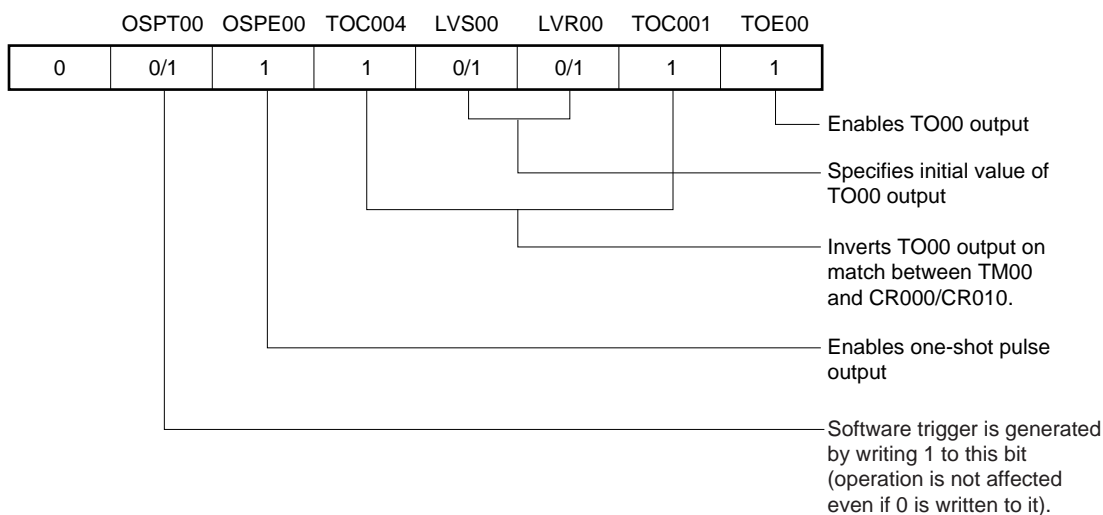 OSPT00 OSPE00 TOC004 LVS00 LVR00 TOC001 TOE00
0 0/1 1 1 0/1 0/1 1 1
Enables TO00 output
Specifies initial value of
TO00 output
Inverts TO00 output on
match between TM00
and CR000/CR010.
Enables one-shot pulse
output
Software trigger is generated
by writing 1 to this bit
(operation is not affected
even if 0 is written to it).